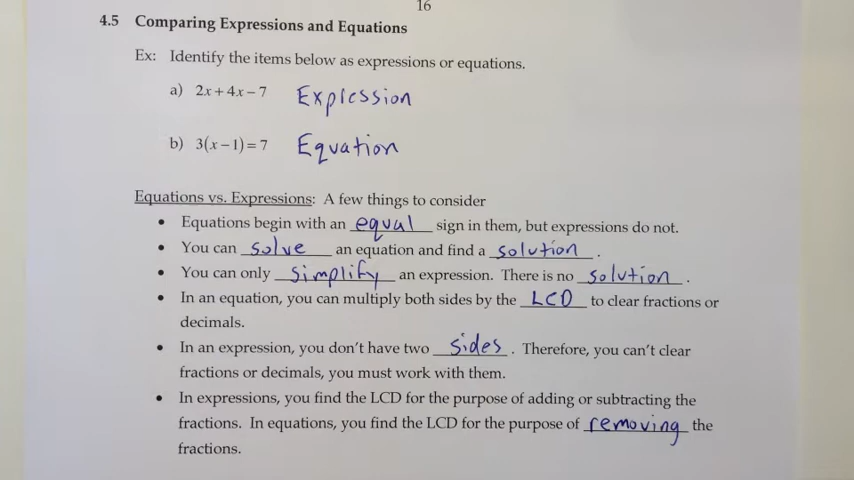 16
4.5 Comparing Expressions and Equations
Ex: Identify the items below as expressions or equations.
a) 2x + 4x − 7 Expression
b) 3(x − 1) = 7 Equation
Equations vs. Expressions: A few things to consider
• Equations begin with an equal sign in them, but expressions do not.
• You can solve an equation and find a solution.
• You can only simplify an expression. There is no solution.
• In an equation, you can multiply both sides by the LCD to clear fractions or
decimals.
• In an expression, you don't have two sides. Therefore, you can't clear
fractions or decimals, you must work with them.
• In expressions, you find the LCD for the purpose of adding or subtracting the
fractions. In equations, you find the LCD for the purpose of removing the
fractions.